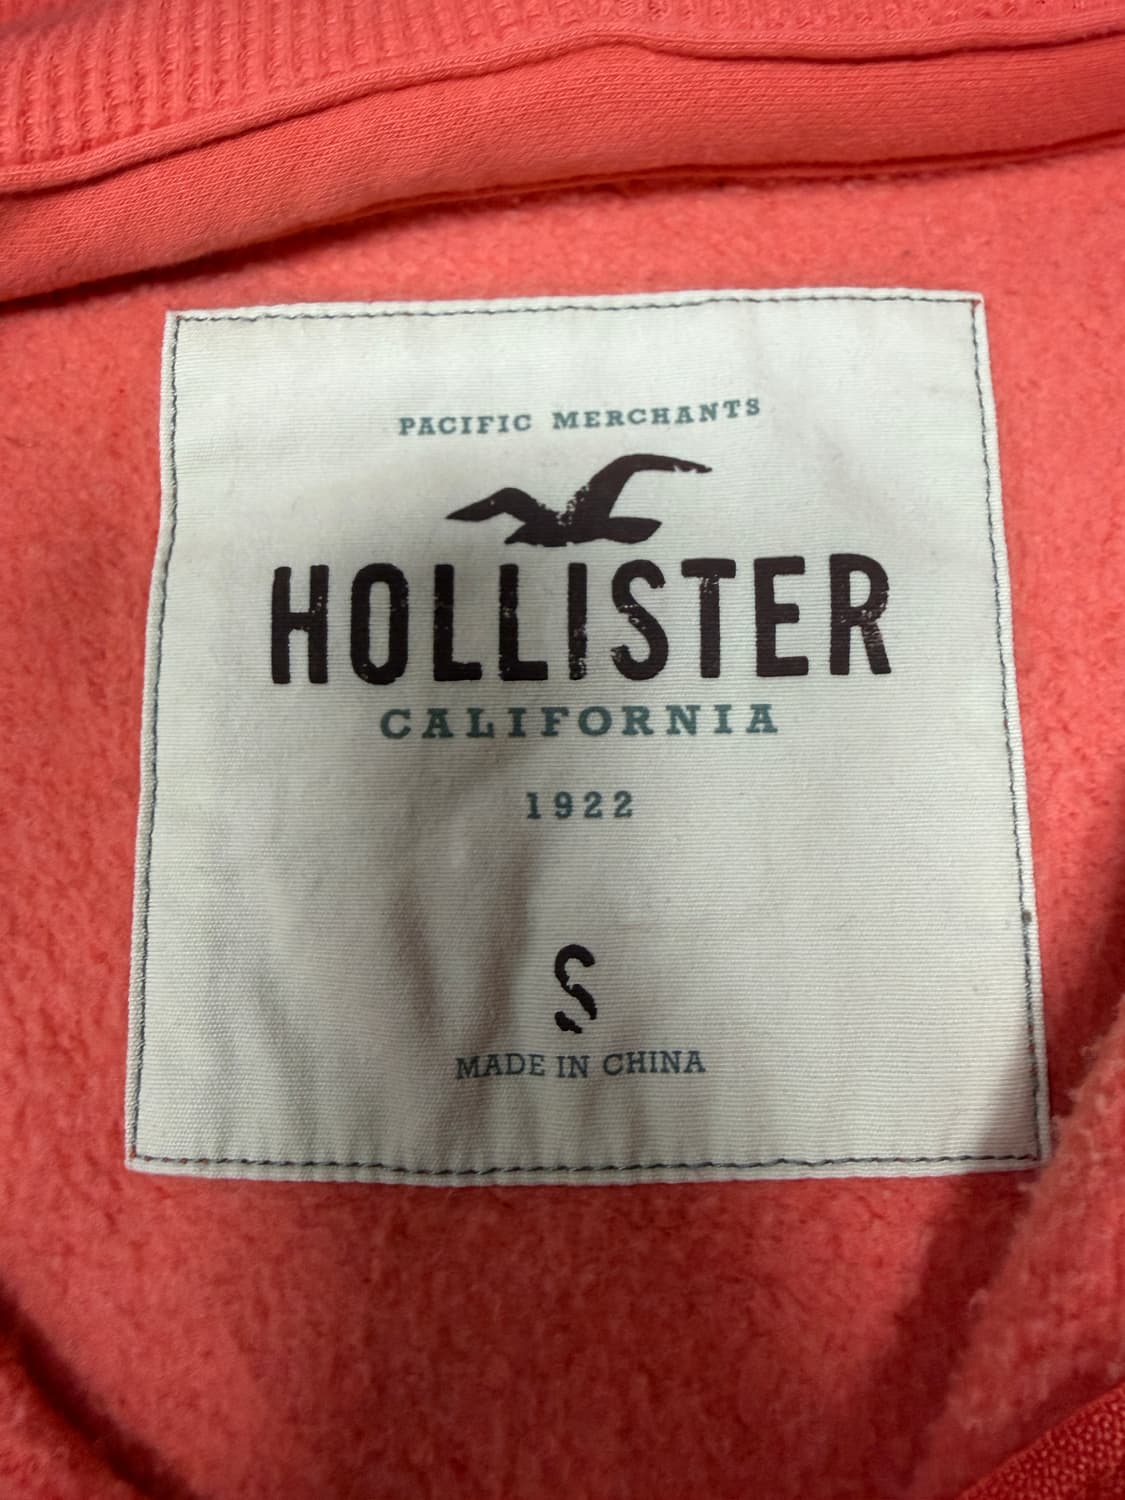 PACIFIC MERCHANTS
HOLLISTER
CALIFORNIA
1922
S
MADE IN CHINA